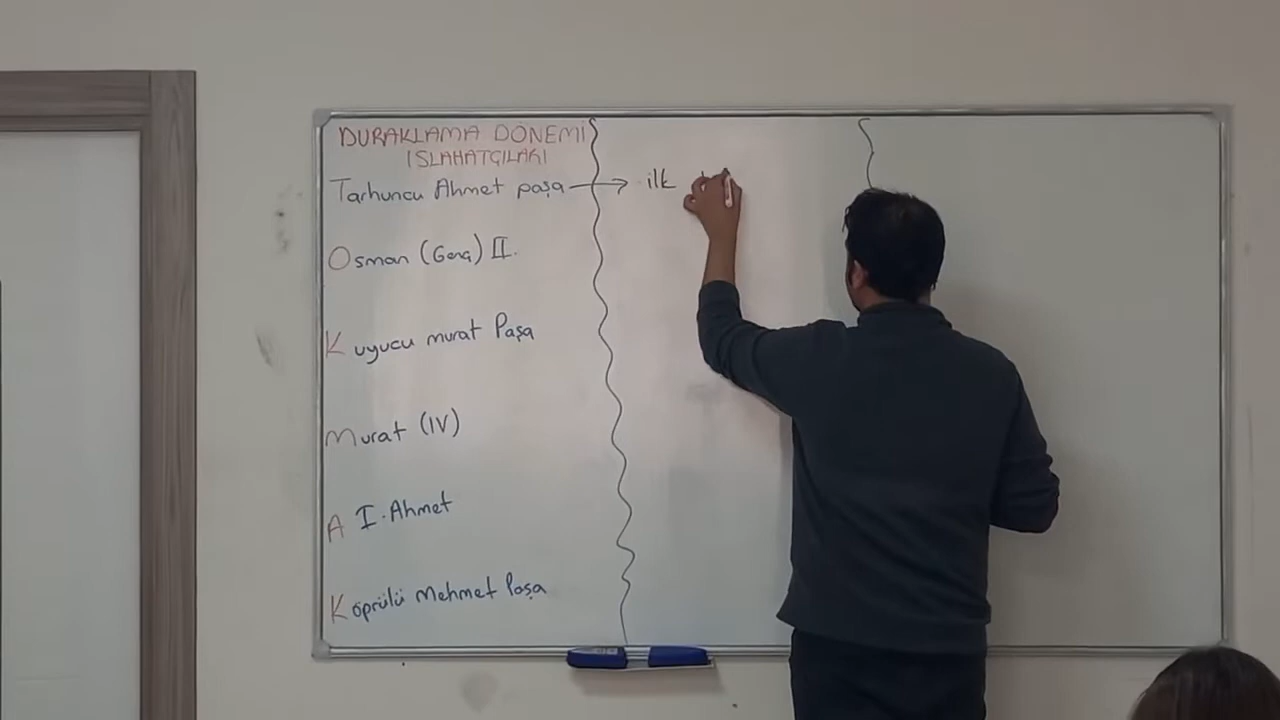 DURAKLAMA DÖNEMİ
ISLAHATÇILARI
Tarhuncu Ahmet paşa → ilk
Osman (Genç) II.
Kuyucu murat Paşa
Murat (IV)
A I. Ahmet
Köprülü Mehmet Paşa